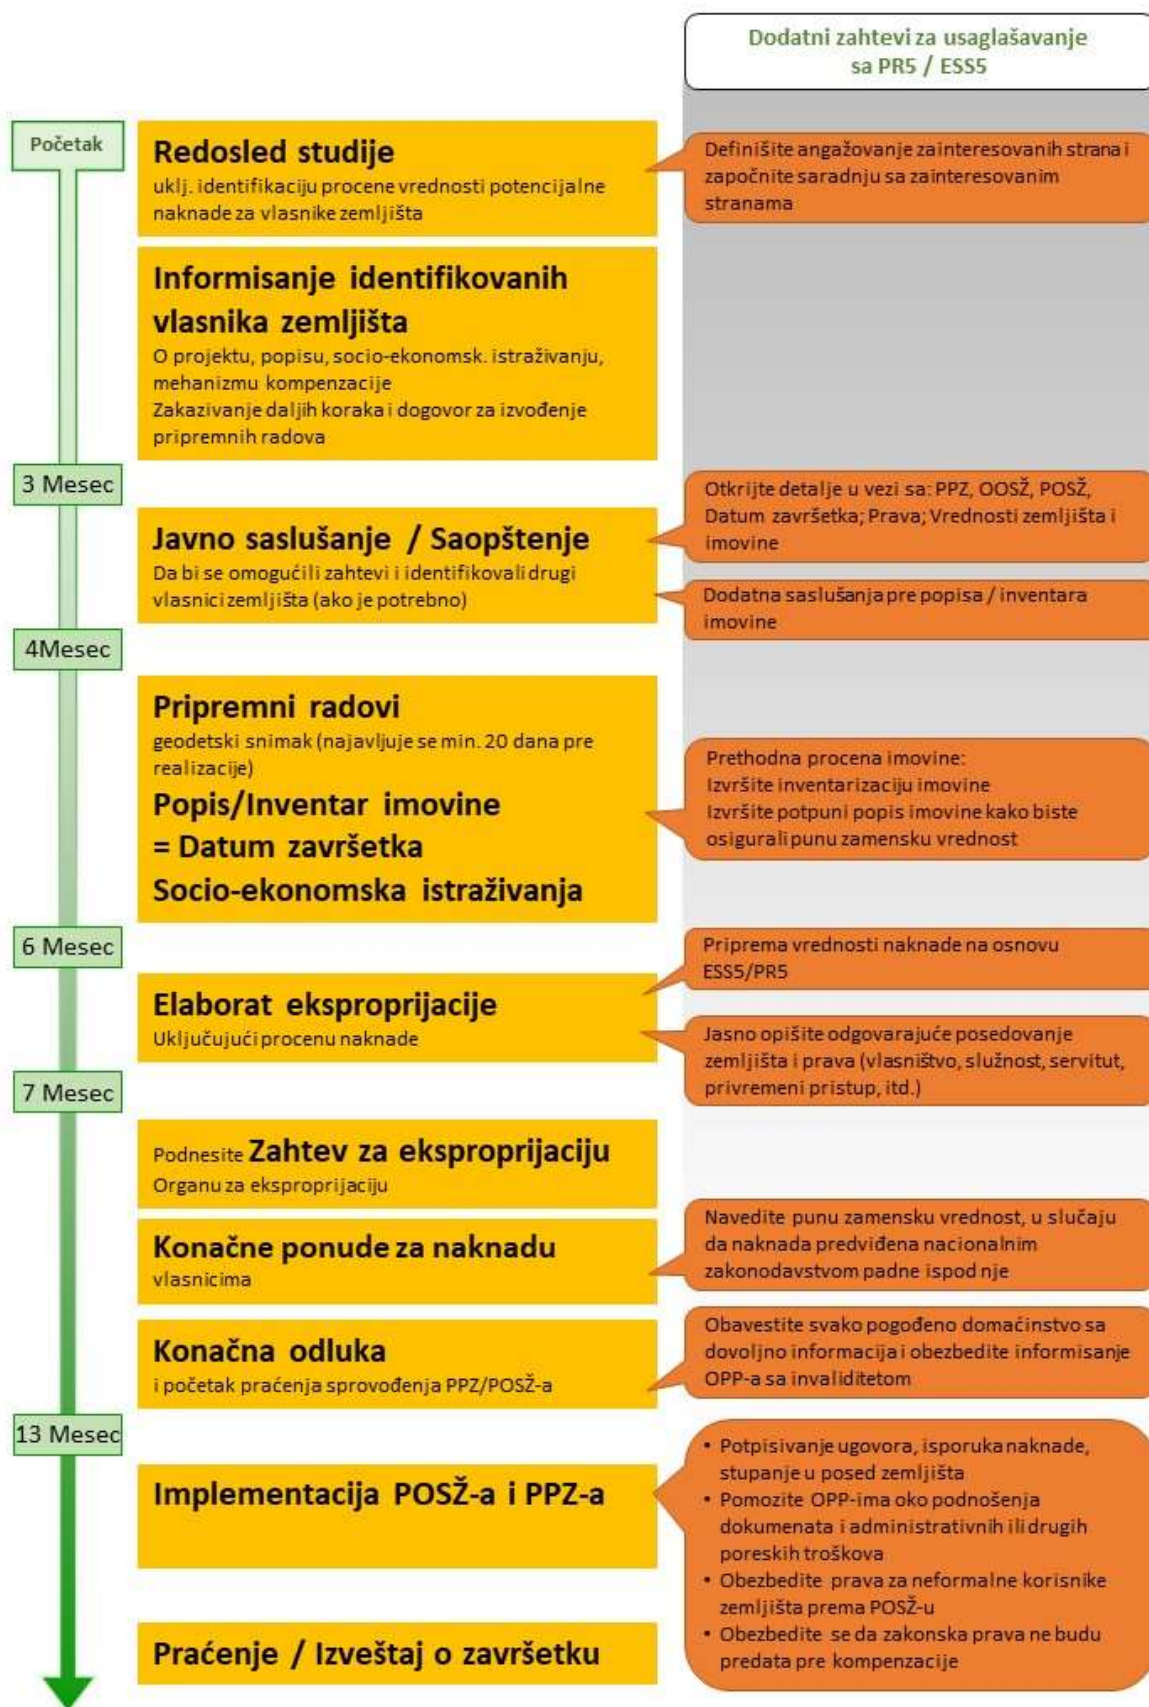 Dodatni zahtevi za usaglašavanje
sa PR5 / ESS5
Početak
Redosled studije
uklj. identifikaciju procene vrednosti potencijalne
naknade za vlasnike zemljišta
Definišite angažovanje zainteresovanih strana i
započnite saradnju sa zainteresovanim
stranama
Informisanje identifikovanih
vlasnika zemljišta
O projektu, popisu, socio-ekonomsk. istraživanju,
mehanizmu kompenzacije
Zakazivanje daljih koraka i dogovor za izvođenje
pripremnih radova
3 Mesec
Javno saslušanje / Saopštenje
Da bi se omogućili zahtevi i identifikovali drugi
vlasnici zemljišta (ako je potrebno)
Otkrijte detalje u vezi sa: PPZ, OOSŽ, POSŽ,
Datum završetka; Prava; Vrednosti zemljišta i
imovine
Dodatna saslušanja pre popisa / inventara
imovine
4Mesec
Pripremni radovi
geodetski snimak (najavljuje se min. 20 dana pre
realizacije)
Popis/Inventar imovine
= Datum završetka
Socio-ekonomska istraživanja
Prethodna procena imovine:
Izvršite inventarizaciju imovine
Izvršite potpuni popis imovine kako biste
osigurali punu zamensku vrednost
6 Mesec
Elaborat eksproprijacije
Uključujući procenu naknade
Priprema vrednosti naknade na osnovu
ESS5/PR5
Jasno opišite odgovarajuće posedovanje
zemljišta i prava (vlasništvo, služnost, servitut,
privremeni pristup, itd.)
7 Mesec
Podnesite Zahtev za eksproprijaciju
Organu za eksproprijaciju
Konačne ponude za naknadu
vlasnicima
Navedite punu zamensku vrednost, u slučaju
da naknada predviđena nacionalnim
zakonodavstvom padne ispod nje
Konačna odluka
i početak praćenja sprovođenja PPZ/POSŽ-a
Obavestite svako pogođeno domaćinstvo sa
dovoljno informacija i obezbedite informisanje
OPP-a sa invaliditetom
13 Mesec
Implementacija POSŽ-a i PPZ-a
• Potpisivanje ugovora, isporuka naknade,
stupanje u posed zemljišta
• Pomozite OPP-ima oko podnošenja
dokumenata i administrativnih ili drugih
poreskih troškova
• Obezbedite prava za neformalne korisnike
zemljišta prema POSŽ-u
• Obezbedite se da zakonska prava ne budu
predata pre kompenzacije
Praćenje / Izveštaj o završetku